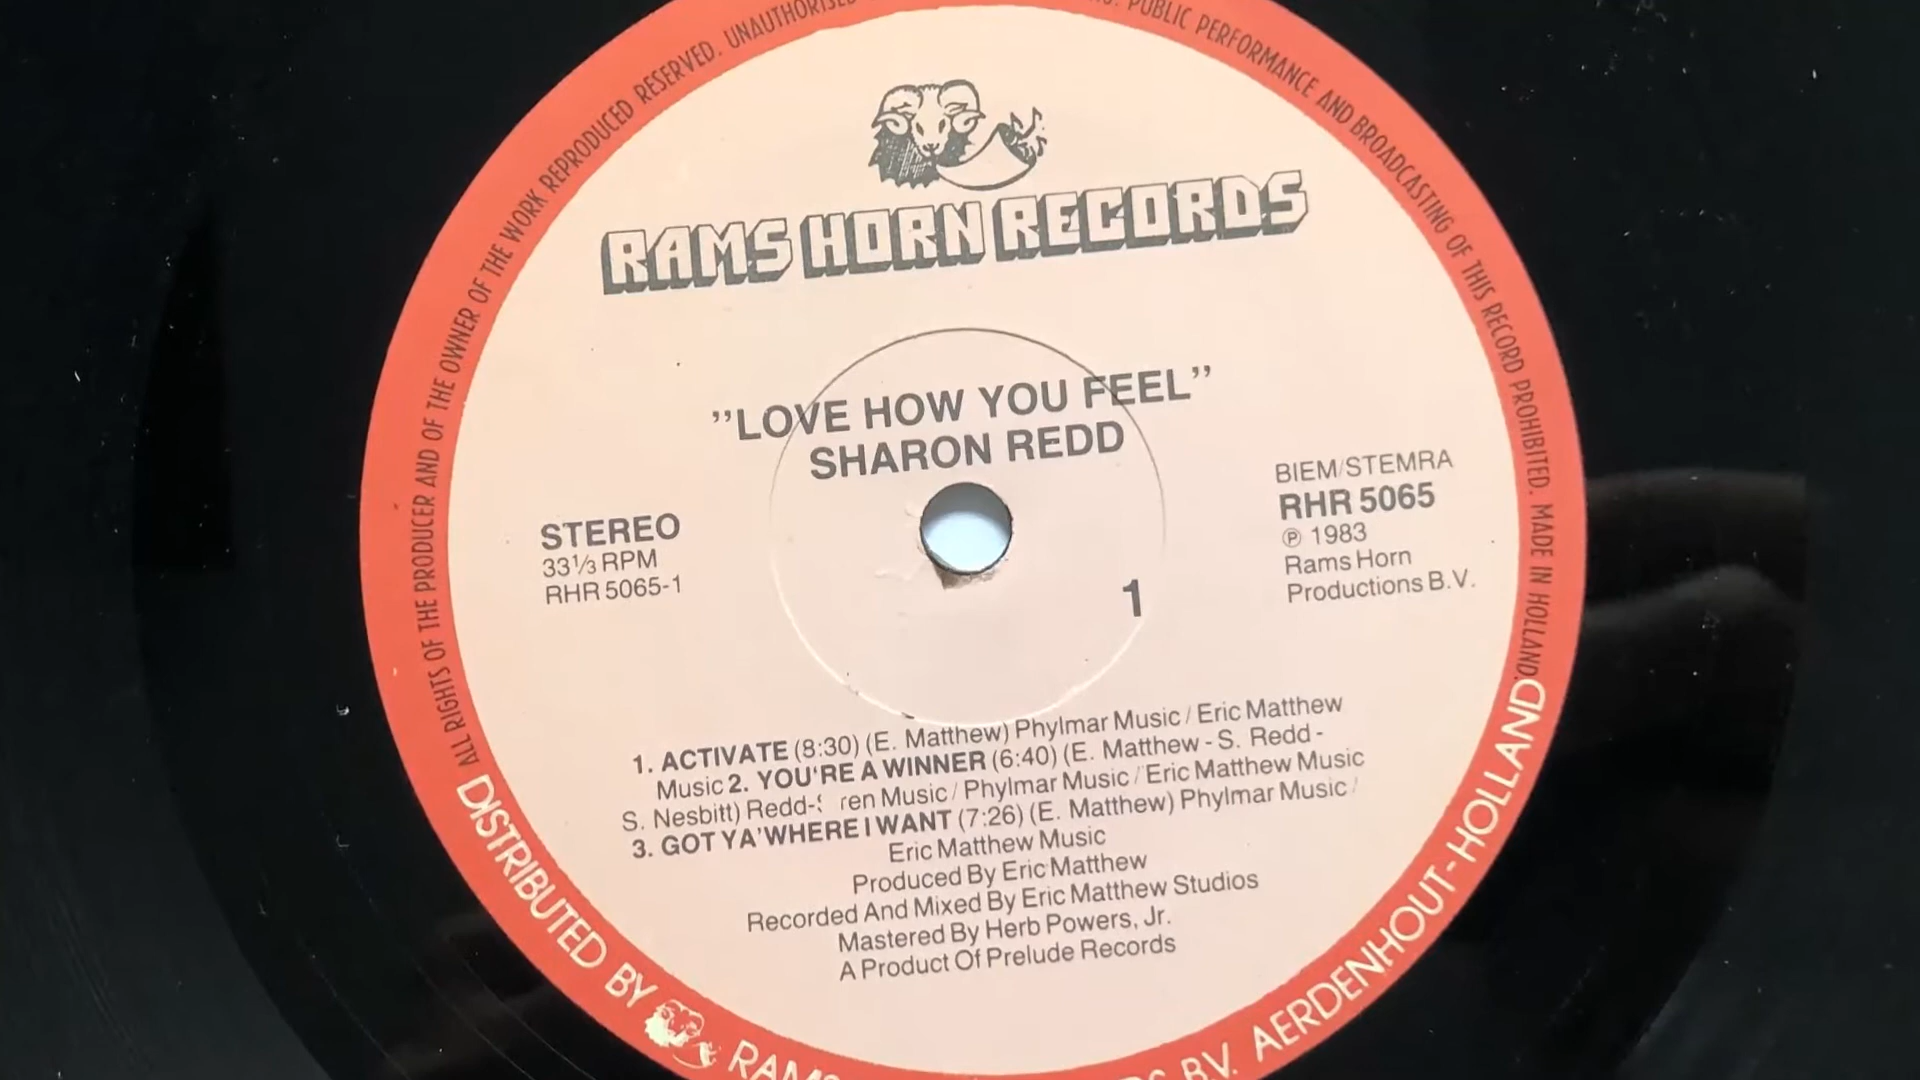 ALL RIGHTS OF THE PRODUCER AND OF THE OWNER OF THE WORK REPRODUCED RESERVED. UNAUTHORISED
PUBLIC PERFORMANCE AND BROADCASTING OF THIS RECORD PROHIBITED. MADE IN HOLLAND.
RAMS HORN RECORDS
”LOVE HOW YOU FEEL”
SHARON REDD
STEREO
33⅓ RPM
RHR 5065-1
BIEM/STEMRA
RHR 5065
℗ 1983
Rams Horn
Productions B.V.
1
1. ACTIVATE (8:30) (E. Matthew) Phylmar Music / Eric Matthew
Music 2. YOU'RE A WINNER (6:40) (E. Matthew - S. Redd -
S. Nesbitt) Music / Phylmar Music / Eric Matthew Music
3. GOT YA'WHERE I WANT (7:26) (E. Matthew) Phylmar Music /
Eric Matthew Music
Produced By Eric Matthew
Recorded And Mixed By Eric Matthew Studios
Mastered By Herb Powers, Jr.
A Product Of Prelude Records
DISTRIBUTED BY RAMS B.V. AERDENHOUT-HOLLAND